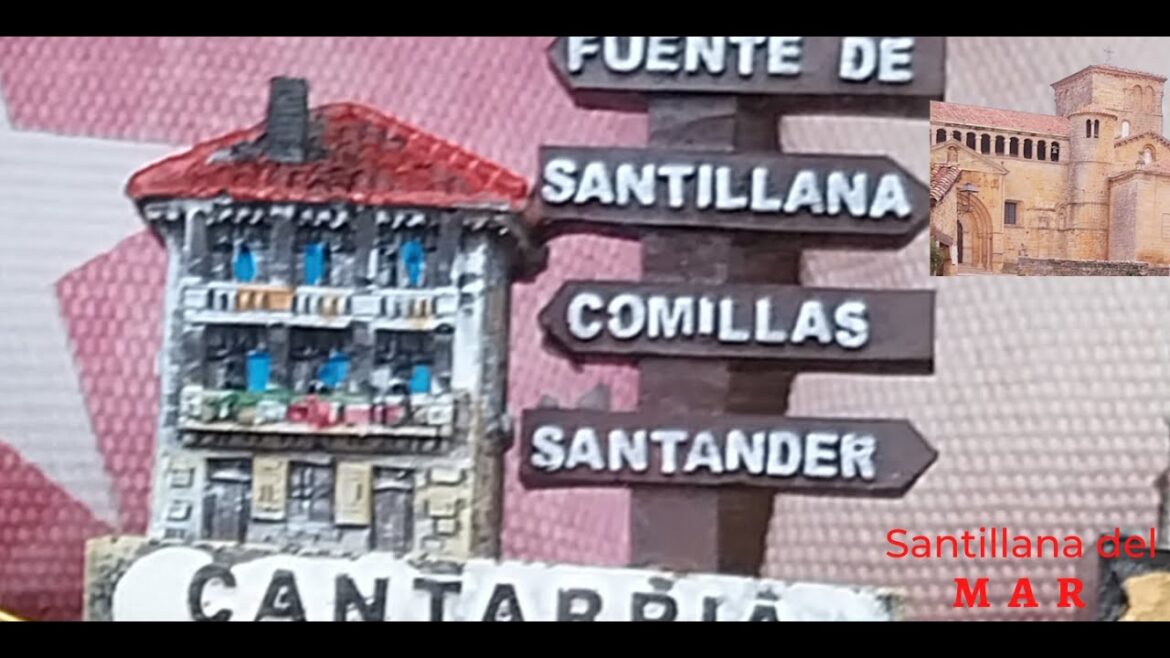 FUENTE DE
SANTILLANA
COMILLAS
SANTANDER
CANTABRIA
Santillana del
MAR